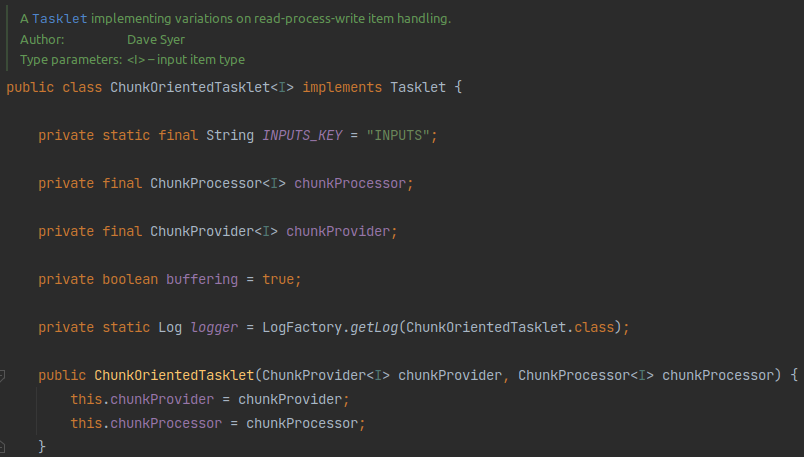 A Tasklet implementing variations on read-process-write item handling.
Author: Dave Syer
Type parameters: <I> – input item type
public class ChunkOrientedTasklet<I> implements Tasklet {
private static final String INPUTS_KEY = "INPUTS";
private final ChunkProcessor<I> chunkProcessor;
private final ChunkProvider<I> chunkProvider;
private boolean buffering = true;
private static Log logger = LogFactory.getLog(ChunkOrientedTasklet.class);
public ChunkOrientedTasklet(ChunkProvider<I> chunkProvider, ChunkProcessor<I> chunkProcessor) {
this.chunkProvider = chunkProvider;
this.chunkProcessor = chunkProcessor;
}